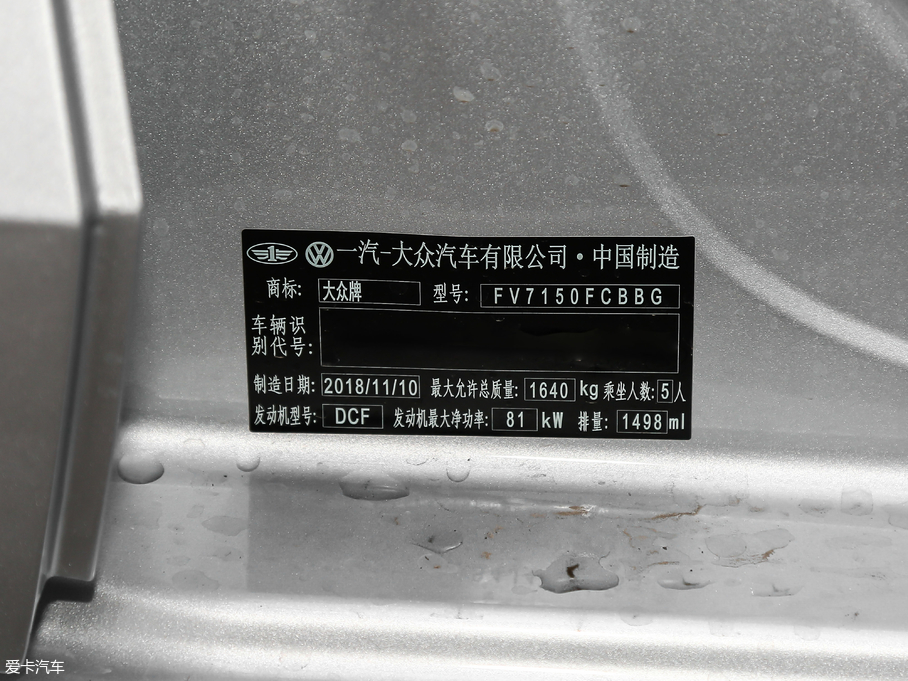 一汽-大众汽车有限公司·中国制造
商标: 大众牌 型号: FV7150FCBBG
车辆识
别代号:
制造日期: 2018/11/10 最大允许总质量: 1640 kg 乘坐人数: 5 人
发动机型号: DCF 发动机最大净功率: 81 kW 排量: 1498 ml
爱卡汽车